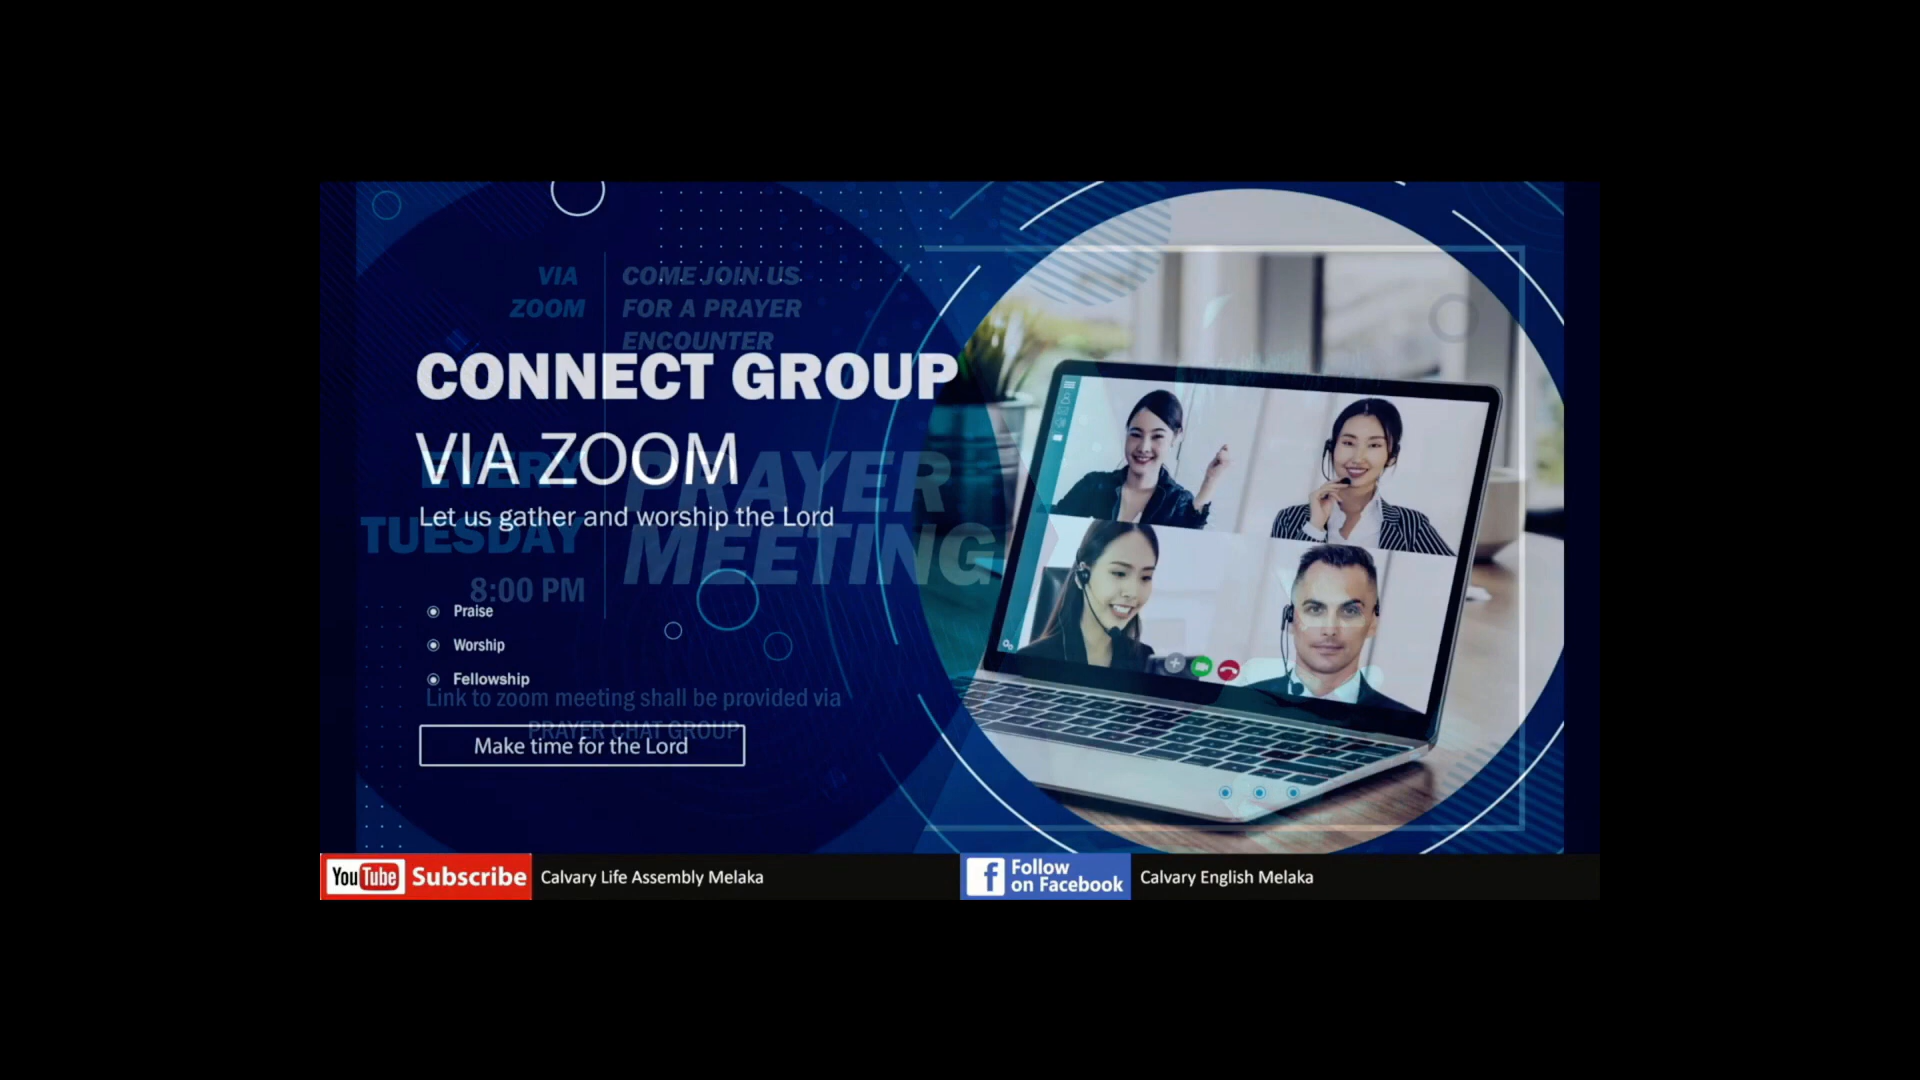 VIA
ZOOM
COME JOIN US
FOR A PRAYER
ENCOUNTER
CONNECT GROUP
VIA ZOOM
Let us gather and worship the Lord
EVERY
TUESDAY
8:00 PM
PRAYER
MEETING
Praise
Worship
Fellowship
Link to zoom meeting shall be provided via
PRAYER CHAT GROUP
Make time for the Lord
YouTube Subscribe Calvary Life Assembly Melaka
f Follow
on Facebook Calvary English Melaka